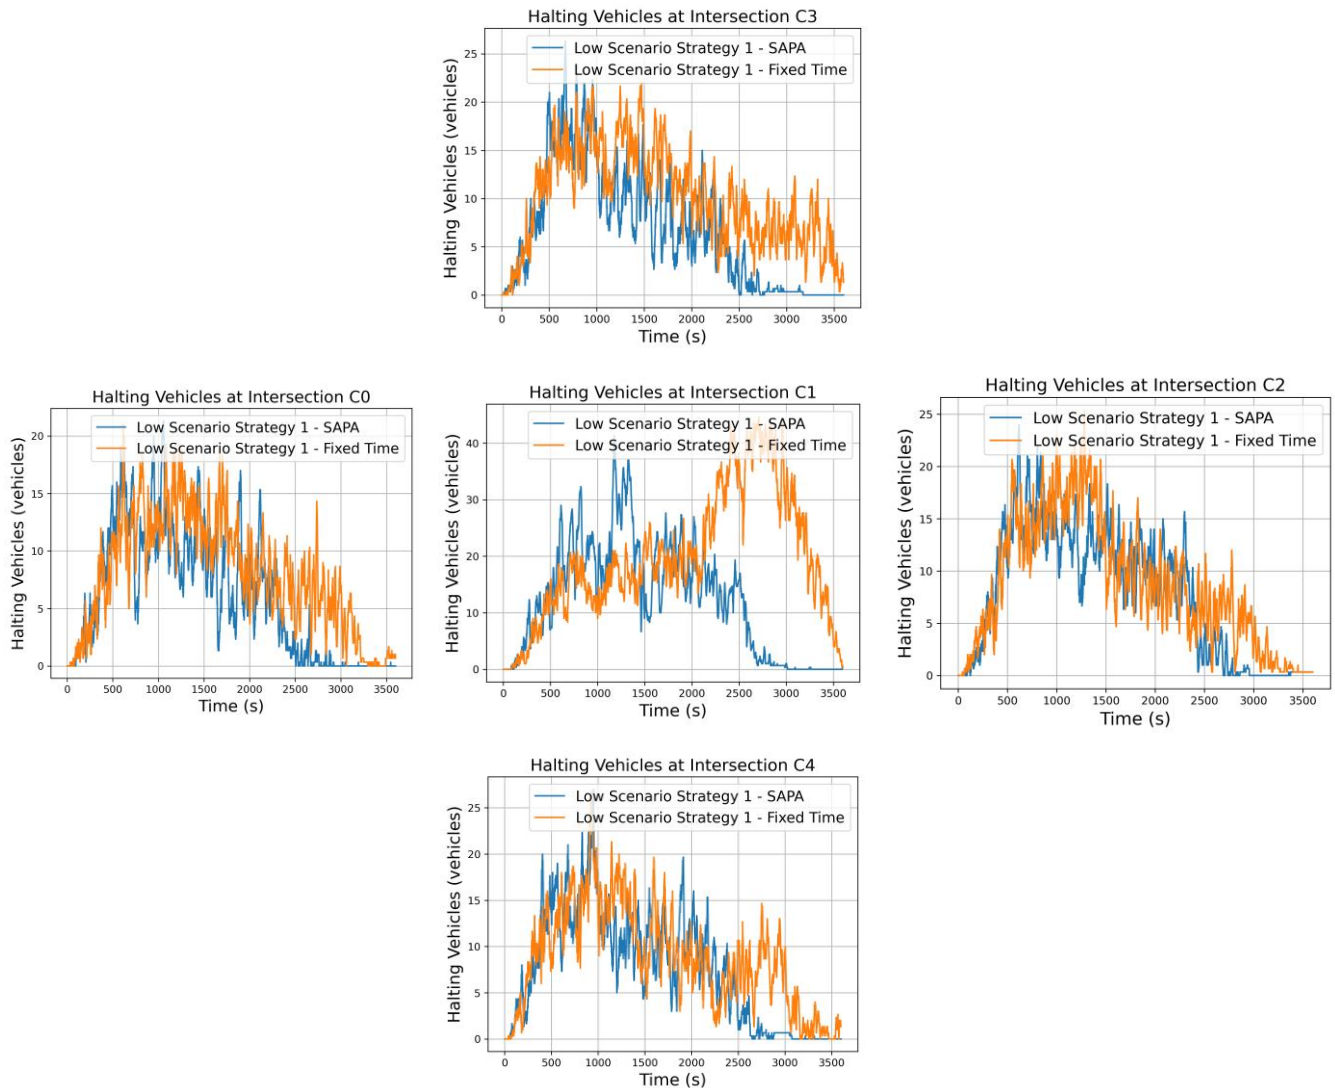 Halting Vehicles at Intersection C3
Halting Vehicles (vehicles)
25
20
15
10
5
0
Low Scenario Strategy 1 - SAPA
Low Scenario Strategy 1 - Fixed Time
0 500 1000 1500 2000 2500 3000 3500
Time (s)
Halting Vehicles at Intersection C0
Halting Vehicles (vehicles)
20
15
10
5
0
Low Scenario Strategy 1 - SAPA
Low Scenario Strategy 1 - Fixed Time
0 500 1000 1500 2000 2500 3000 3500
Time (s)
Halting Vehicles at Intersection C1
Halting Vehicles (vehicles)
40
30
20
10
0
Low Scenario Strategy 1 - SAPA
Low Scenario Strategy 1 - Fixed Time
0 500 1000 1500 2000 2500 3000 3500
Time (s)
Halting Vehicles at Intersection C2
Halting Vehicles (vehicles)
25
20
15
10
5
0
Low Scenario Strategy 1 - SAPA
Low Scenario Strategy 1 - Fixed Time
0 500 1000 1500 2000 2500 3000 3500
Time (s)
Halting Vehicles at Intersection C4
Halting Vehicles (vehicles)
25
20
15
10
5
0
Low Scenario Strategy 1 - SAPA
Low Scenario Strategy 1 - Fixed Time
0 500 1000 1500 2000 2500 3000 3500
Time (s)